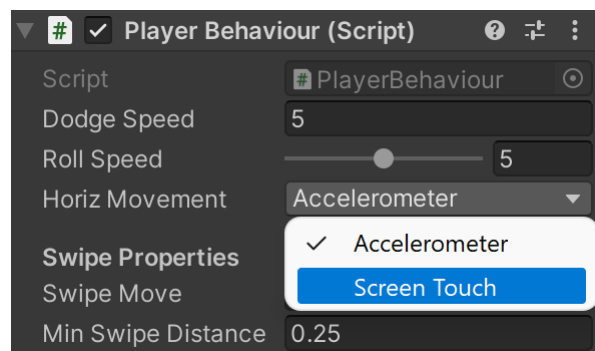 # Player Behaviour (Script)
Script # PlayerBehaviour
Dodge Speed 5
Roll Speed 5
Horiz Movement Accelerometer
Accelerometer
Swipe Properties
Screen Touch
Swipe Move
Min Swipe Distance 0.25